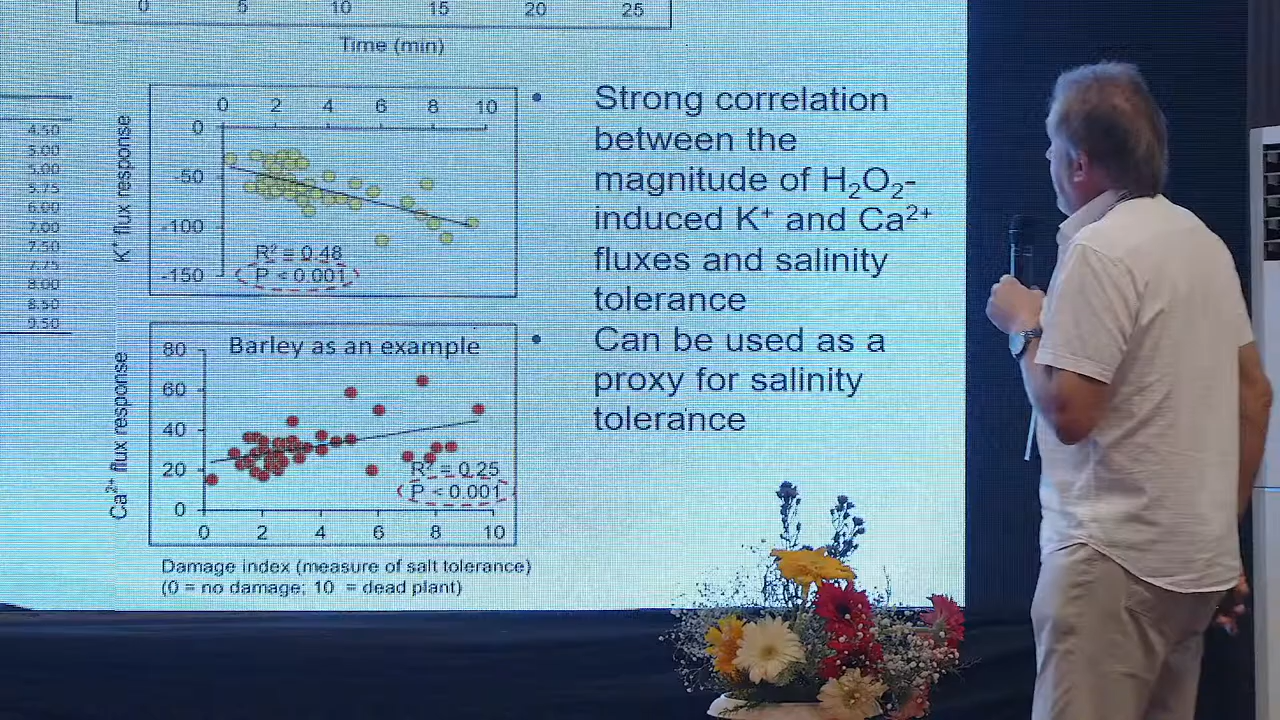 0 5 10 15 20 25
Time (min)
4.50
5.00
5.00
5.75
6.00
7.00
7.50
7.75
8.00
8.50
9.50
K⁺ flux response
0 2 4 6 8 10
0
-50
-100
-150
R² = 0.48
P < 0.001
Ca²⁺ flux response
Barley as an example
80
60
40
20
0
R² = 0.25
P < 0.001
0 2 4 6 8 10
Damage index (measure of salt tolerance)
(0 = no damage; 10 = dead plant)
• Strong correlation
between the
magnitude of H₂O₂-
induced K⁺ and Ca²⁺
fluxes and salinity
tolerance
• Can be used as a
proxy for salinity
tolerance